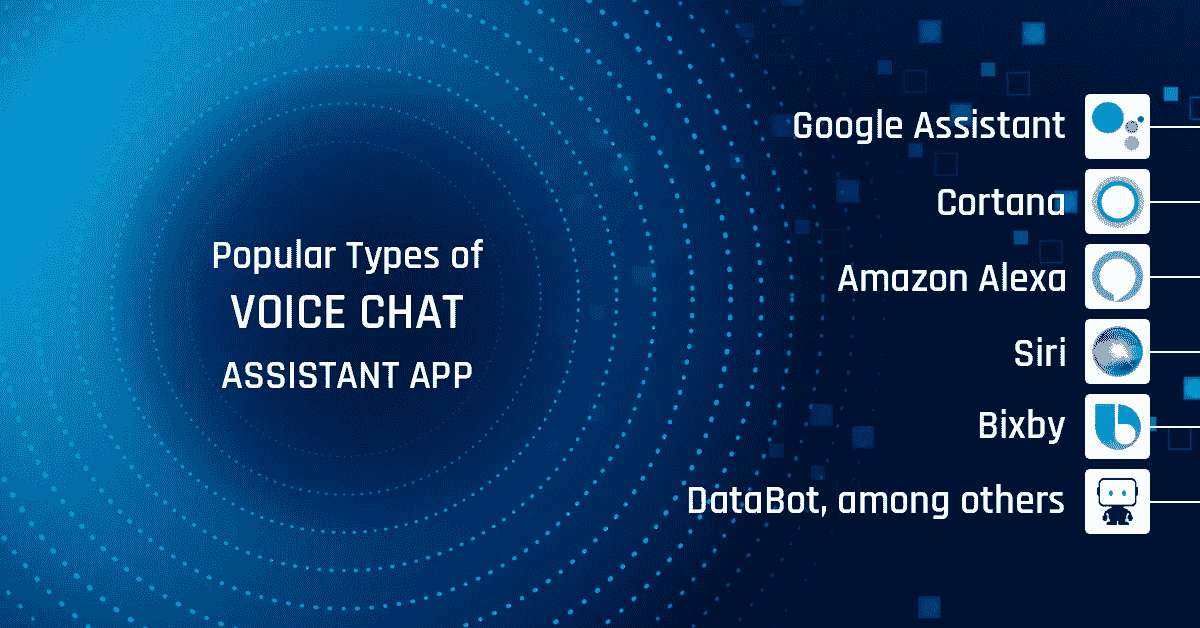 Popular Types of
VOICE CHAT
ASSISTANT APP
Google Assistant
Cortana
Amazon Alexa
Siri
Bixby
DataBot, among others